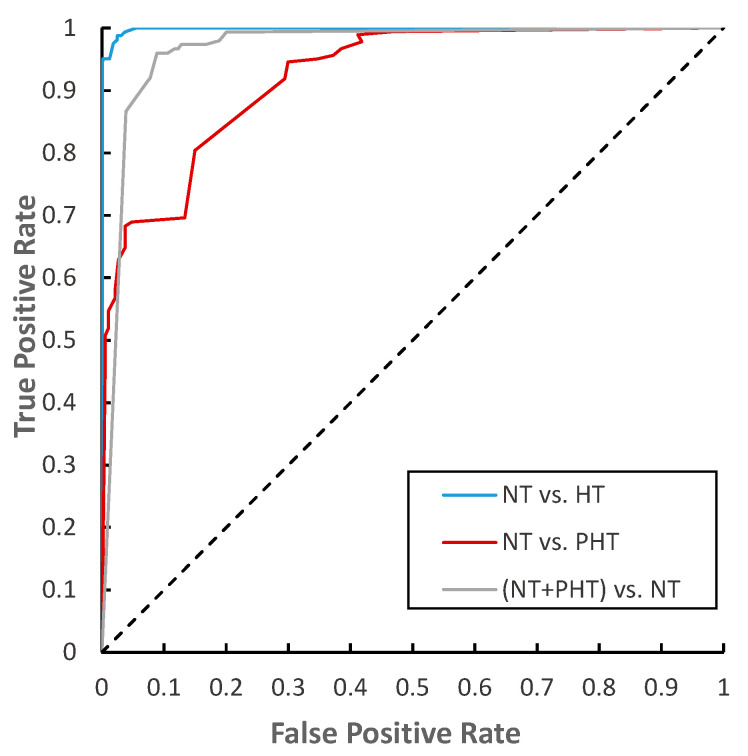 True Positive Rate
1
0.9
0.8
0.7
0.6
0.5
0.4
0.3
0.2
0.1
0
NT vs. HT
NT vs. PHT
(NT+PHT) vs. NT
0 0.1 0.2 0.3 0.4 0.5 0.6 0.7 0.8 0.9 1
False Positive Rate